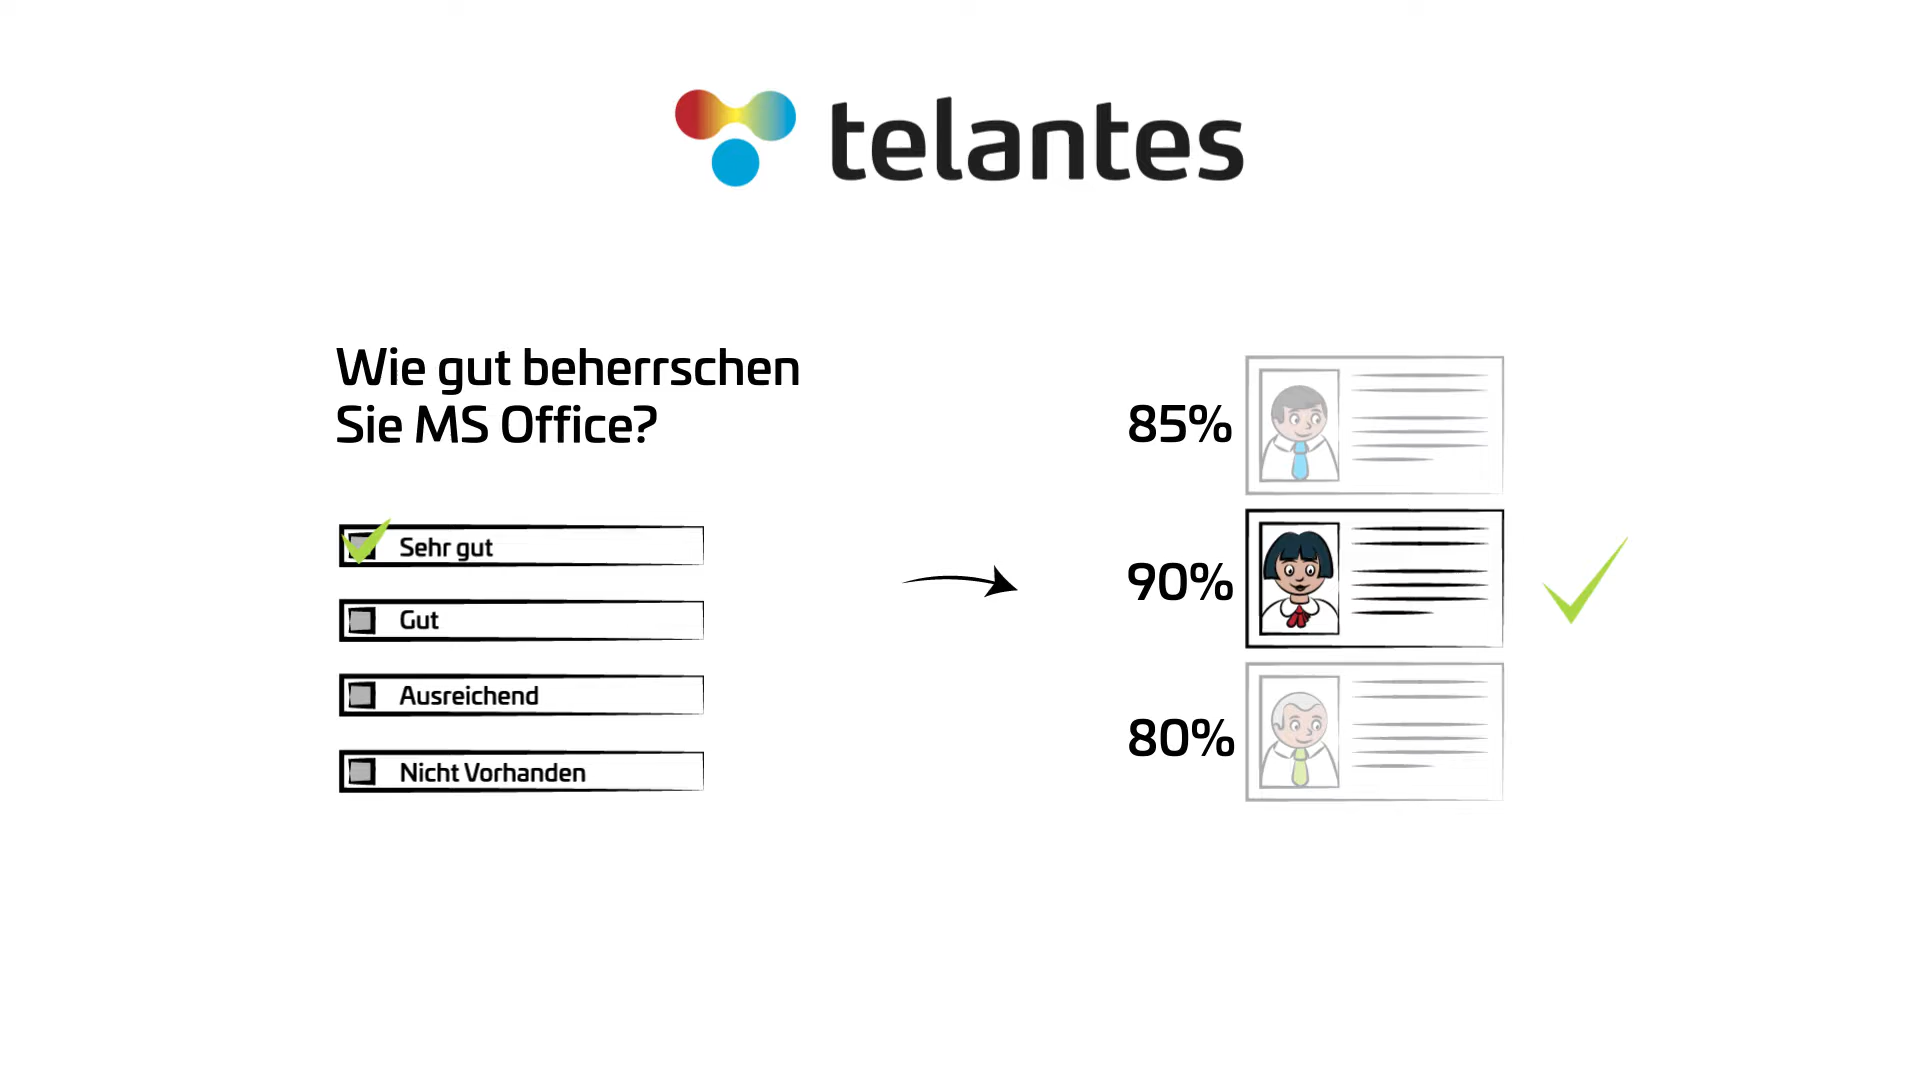 telantes
Wie gut beherrschen
Sie MS Office?
Sehr gut
Gut
Ausreichend
Nicht Vorhanden
85%
90%
80%